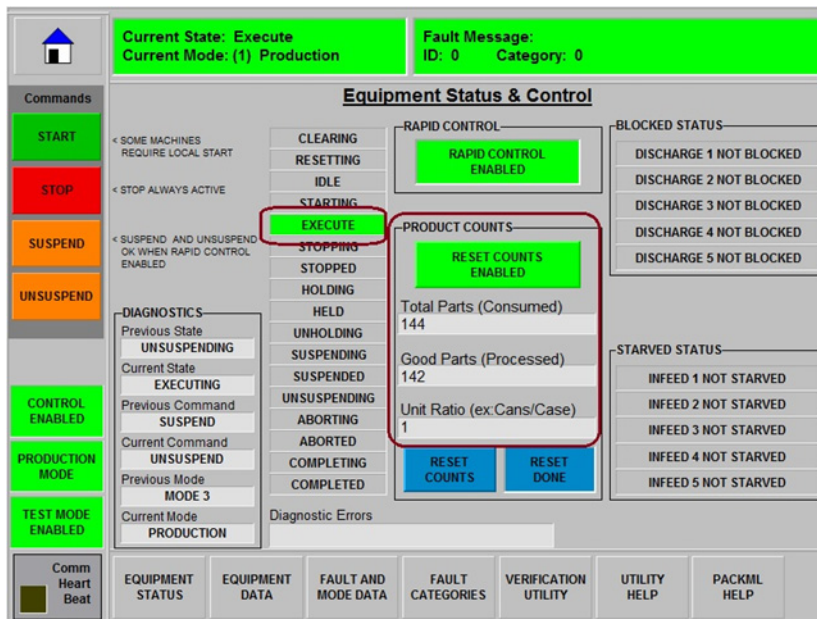 Current State: Execute
Current Mode: (1) Production
Fault Message:
ID: 0 Category: 0
Commands
START
STOP
SUSPEND
UNSUSPEND
CONTROL
ENABLED
PRODUCTION
MODE
TEST MODE
ENABLED
Comm
Heart
Beat
Equipment Status & Control
< SOME MACHINES
REQUIRE LOCAL START
< STOP ALWAYS ACTIVE
< SUSPEND AND UNSUSPEND
OK WHEN RAPID CONTROL
ENABLED
DIAGNOSTICS
Previous State
UNSUSPENDING
Current State
EXECUTING
Previous Command
SUSPEND
Current Command
UNSUSPEND
Previous Mode
MODE 3
Current Mode
PRODUCTION
CLEARING
RESETTING
IDLE
STARTING
EXECUTE
STOPPING
STOPPED
HOLDING
HELD
UNHOLDING
SUSPENDING
SUSPENDED
UNSUSPENDING
ABORTING
ABORTED
COMPLETING
COMPLETED
Diagnostic Errors
RAPID CONTROL
RAPID CONTROL
ENABLED
PRODUCT COUNTS
RESET COUNTS
ENABLED
Total Parts (Consumed)
144
Good Parts (Processed)
142
Unit Ratio (ex:Cans/Case)
1
RESET
COUNTS
RESET
DONE
BLOCKED STATUS
DISCHARGE 1 NOT BLOCKED
DISCHARGE 2 NOT BLOCKED
DISCHARGE 3 NOT BLOCKED
DISCHARGE 4 NOT BLOCKED
DISCHARGE 5 NOT BLOCKED
STARVED STATUS
INFEED 1 NOT STARVED
INFEED 2 NOT STARVED
INFEED 3 NOT STARVED
INFEED 4 NOT STARVED
INFEED 5 NOT STARVED
EQUIPMENT
STATUS
EQUIPMENT
DATA
FAULT AND
MODE DATA
FAULT
CATEGORIES
VERIFICATION
UTILITY
UTILITY
HELP
PACKML
HELP